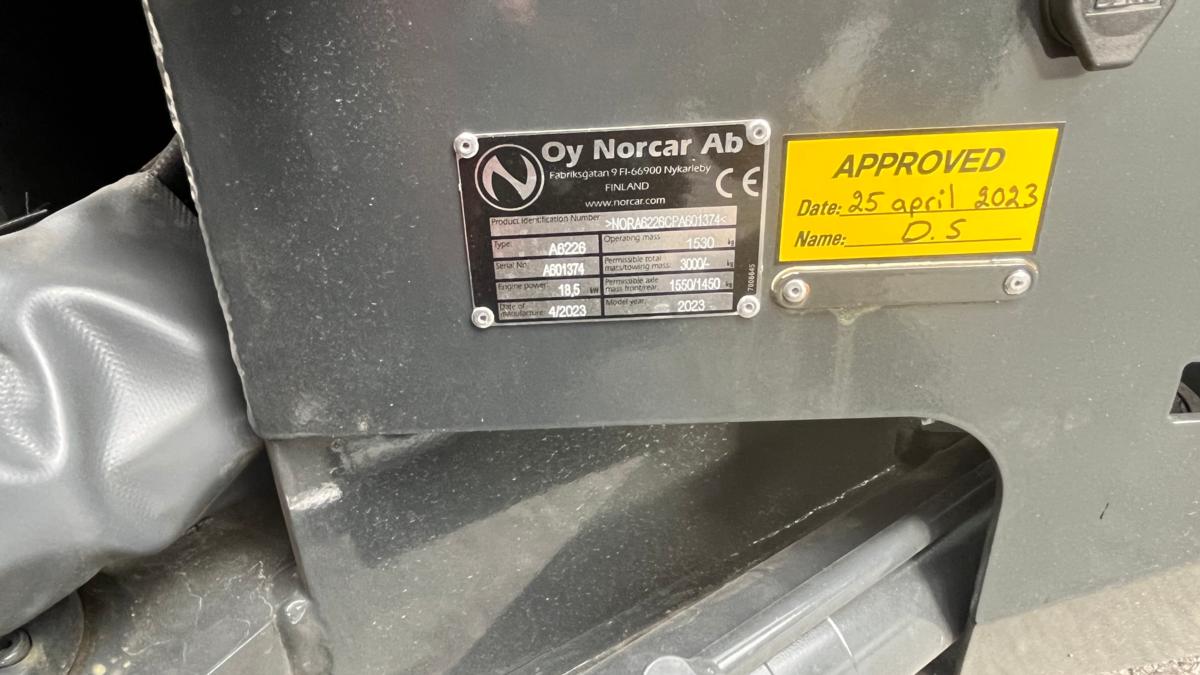 Oy Norcar Ab
Fabriksgatan 9 FI-66900 Nykarleby
FINLAND
www.norcar.com
CE
Product Identification Number >NORA6226CPA601374<
Type: A6226
Operating mass 1530 kg
Serial No: A601374
Permissible total mass/towing mass: 3000/- kg
Engine power: 18,5 kW
Permissible axle mass front/rear: 1550/1450 kg
Date of manufacture: 4/2023
Model year: 2023
7008645
APPROVED
Date: 25 april 2023
Name: D.S